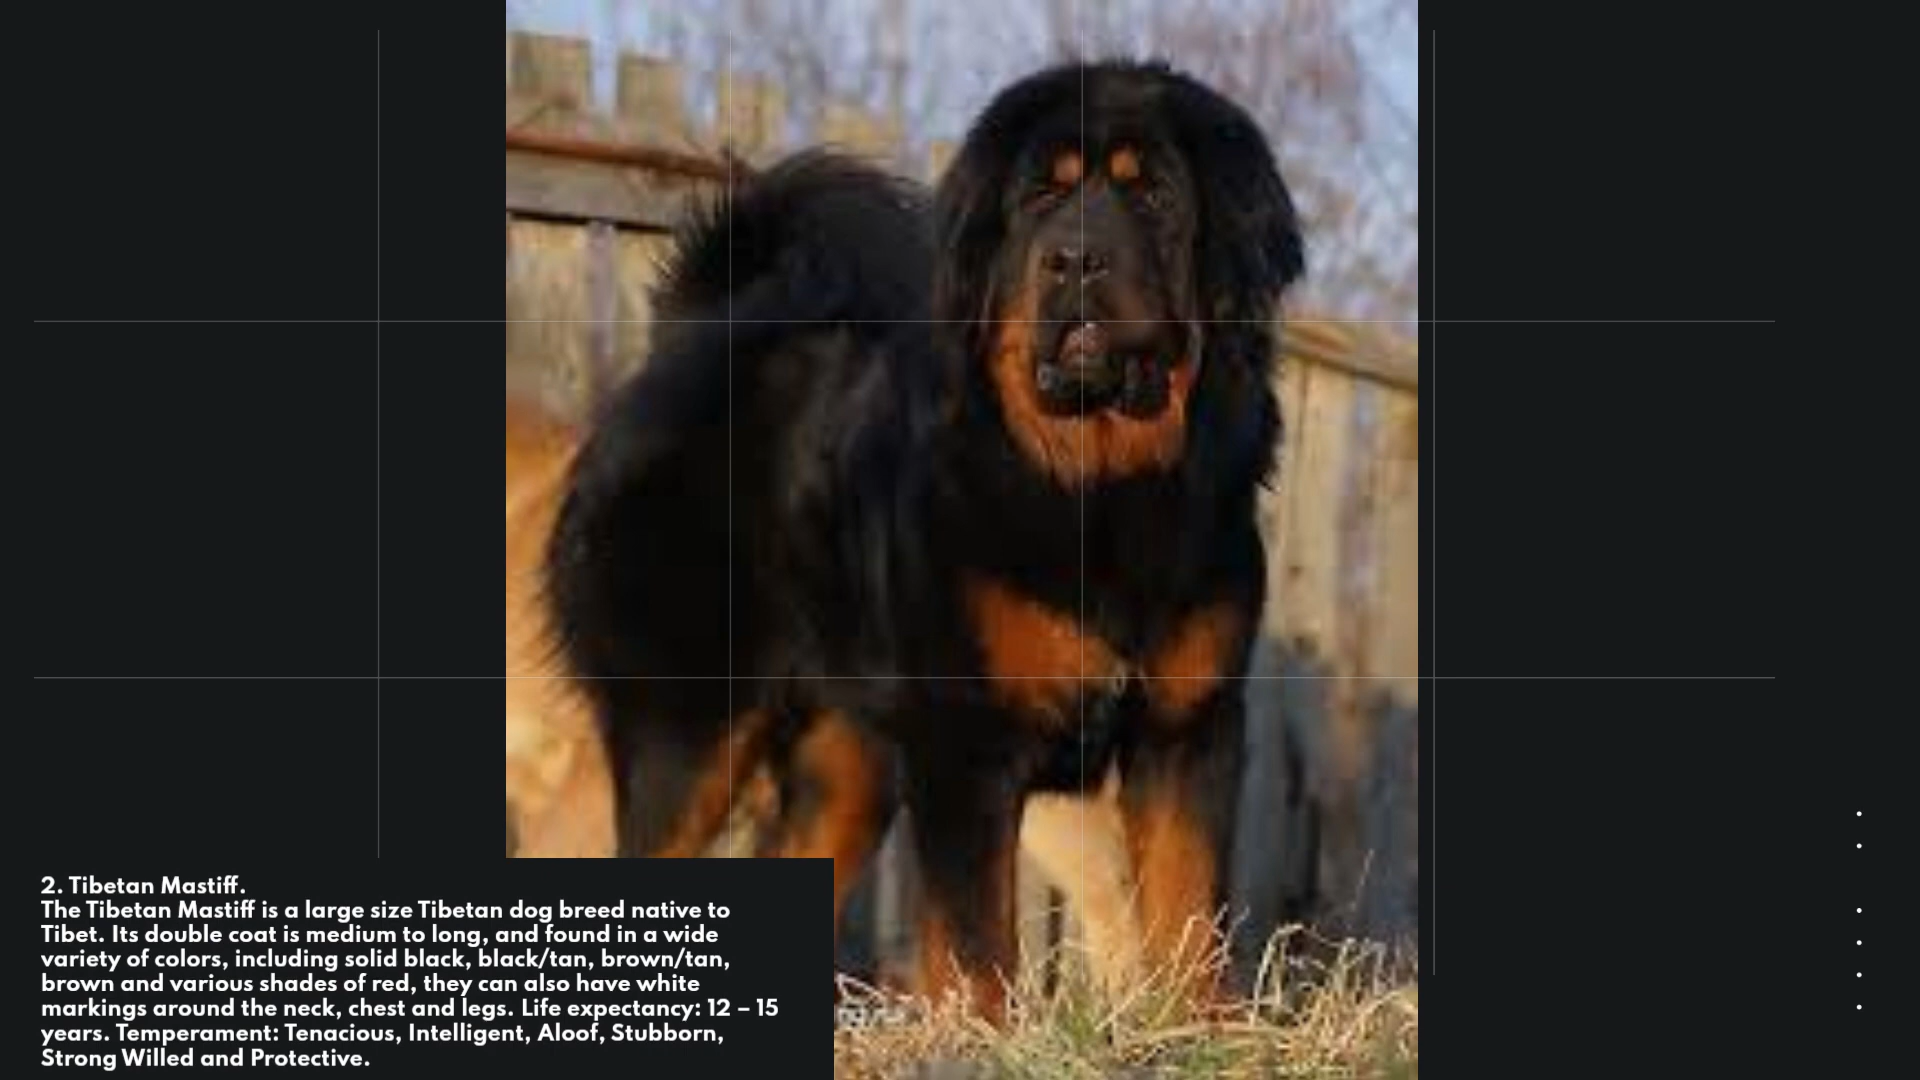 2. Tibetan Mastiff.
The Tibetan Mastiff is a large size Tibetan dog breed native to
Tibet. Its double coat is medium to long, and found in a wide
variety of colors, including solid black, black/tan, brown/tan,
brown and various shades of red, they can also have white
markings around the neck, chest and legs. Life expectancy: 12 – 15
years. Temperament: Tenacious, Intelligent, Aloof, Stubborn,
Strong Willed and Protective.